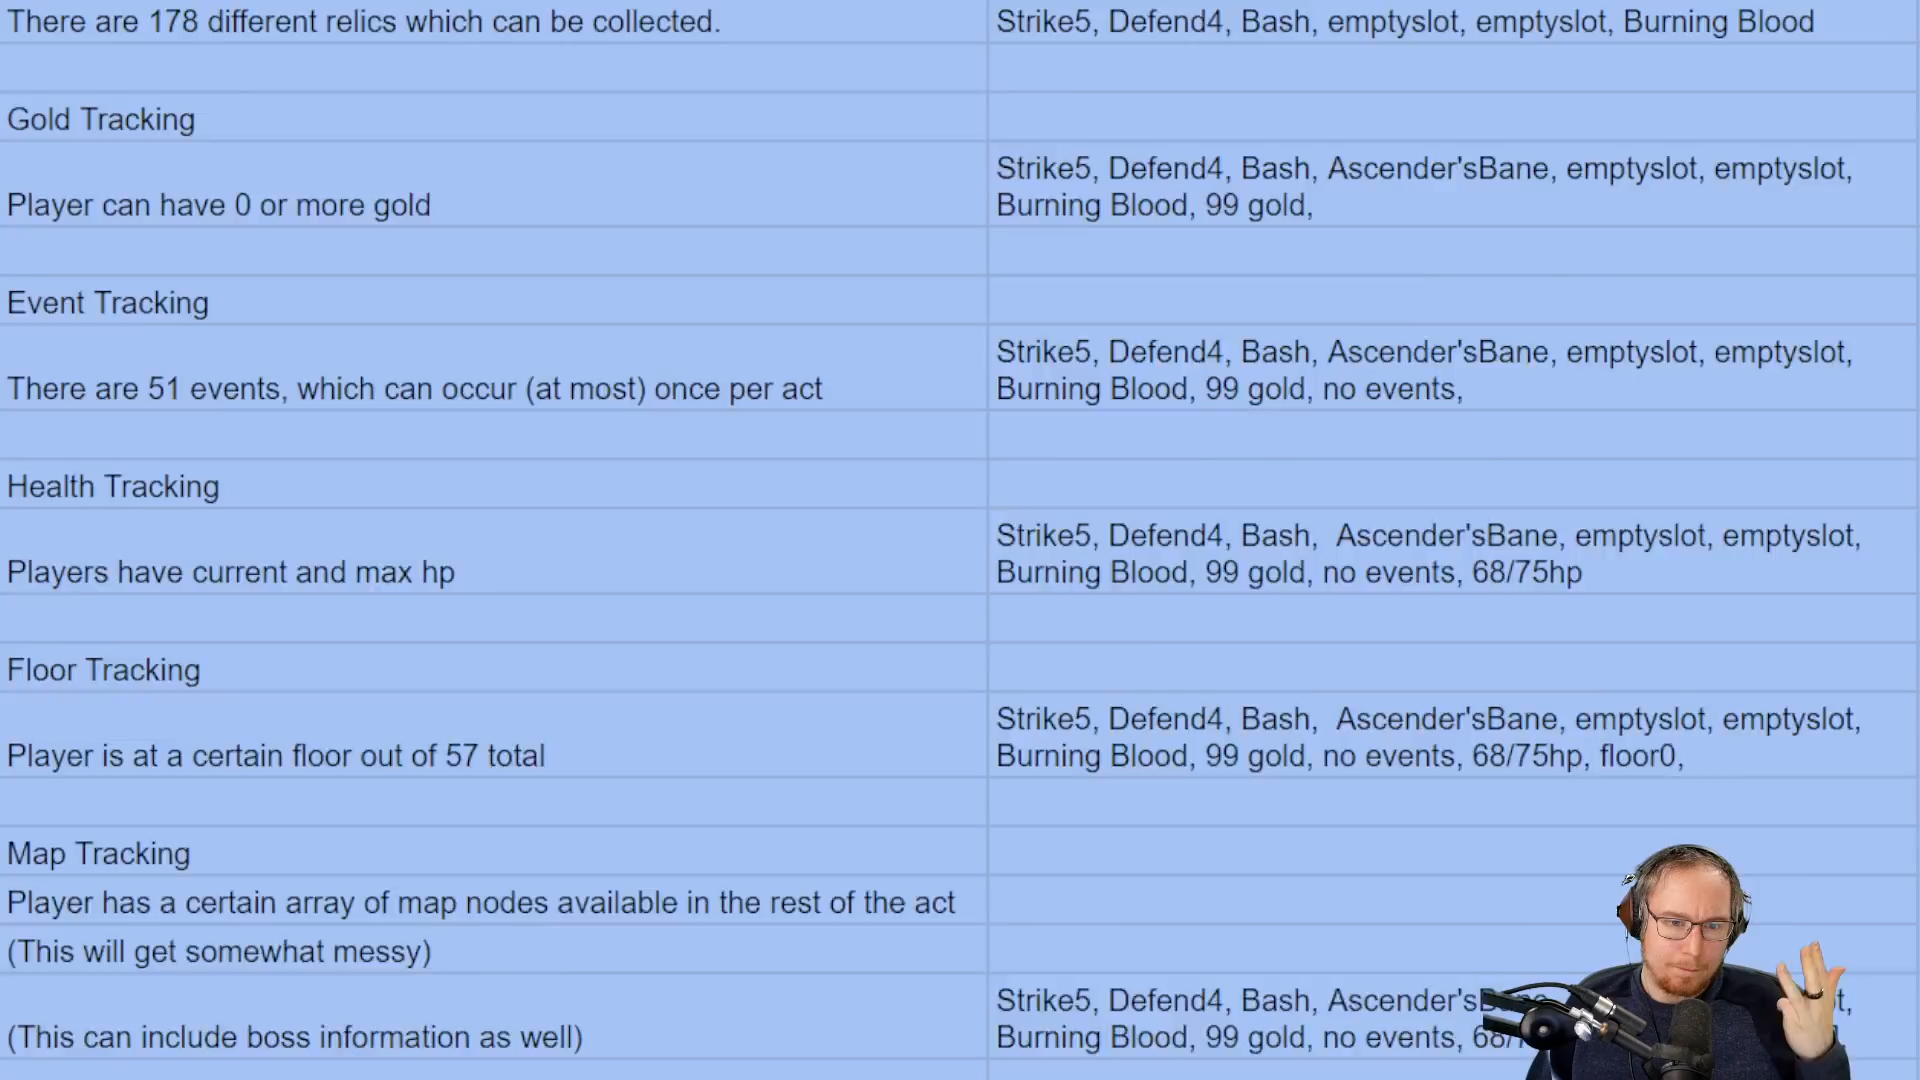 There are 178 different relics which can be collected.
Strike5, Defend4, Bash, emptyslot, emptyslot, Burning Blood
Gold Tracking
Player can have 0 or more gold
Strike5, Defend4, Bash, Ascender'sBane, emptyslot, emptyslot,
Burning Blood, 99 gold,
Event Tracking
There are 51 events, which can occur (at most) once per act
Strike5, Defend4, Bash, Ascender'sBane, emptyslot, emptyslot,
Burning Blood, 99 gold, no events,
Health Tracking
Players have current and max hp
Strike5, Defend4, Bash,  Ascender'sBane, emptyslot, emptyslot,
Burning Blood, 99 gold, no events, 68/75hp
Floor Tracking
Player is at a certain floor out of 57 total
Strike5, Defend4, Bash,  Ascender'sBane, emptyslot, emptyslot,
Burning Blood, 99 gold, no events, 68/75hp, floor0,
Map Tracking
Player has a certain array of map nodes available in the rest of the act
(This will get somewhat messy)
(This can include boss information as well)
Strike5, Defend4, Bash,
Burning Blood, 99 gold, no events,